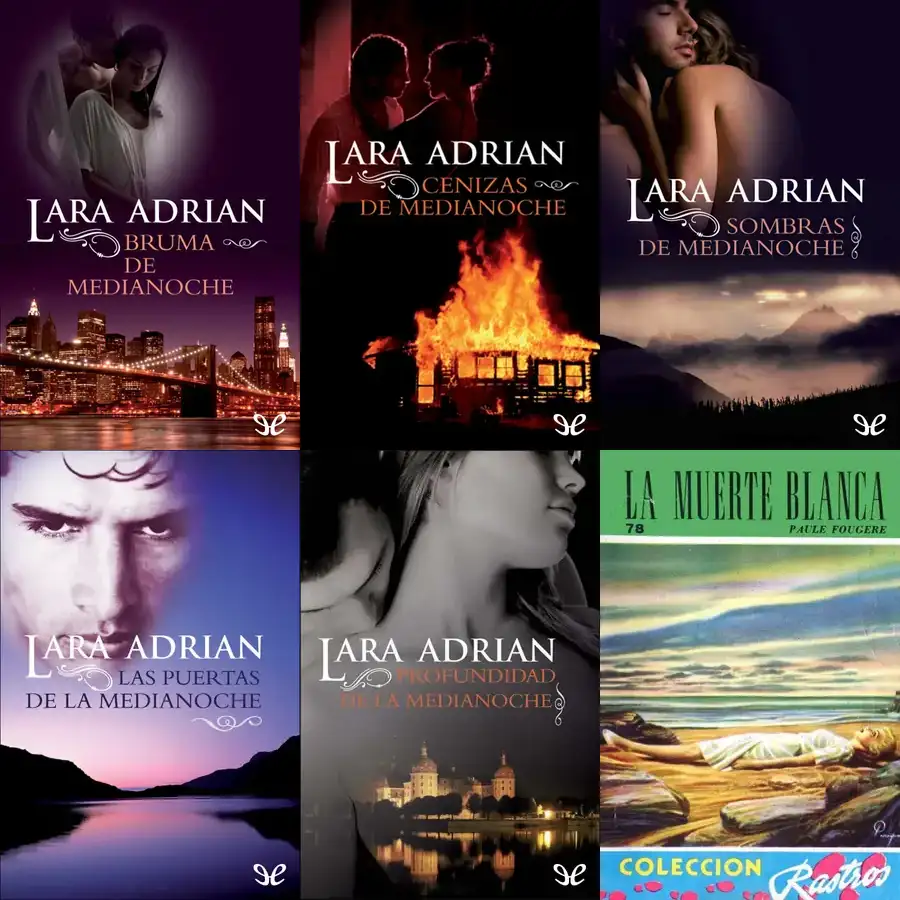 LARA ADRIAN
BRUMA
DE
MEDIANOCHE
LARA ADRIAN
CENIZAS
DE MEDIANOCHE
LARA ADRIAN
SOMBRAS
DE MEDIANOCHE
LARA ADRIAN
LAS PUERTAS
DE LA MEDIANOCHE
LARA ADRIAN
PROFUNDIDAD
DE LA MEDIANOCHE
LA MUERTE BLANCA
78
PAULE FOUGERE
COLECCION
Rastros